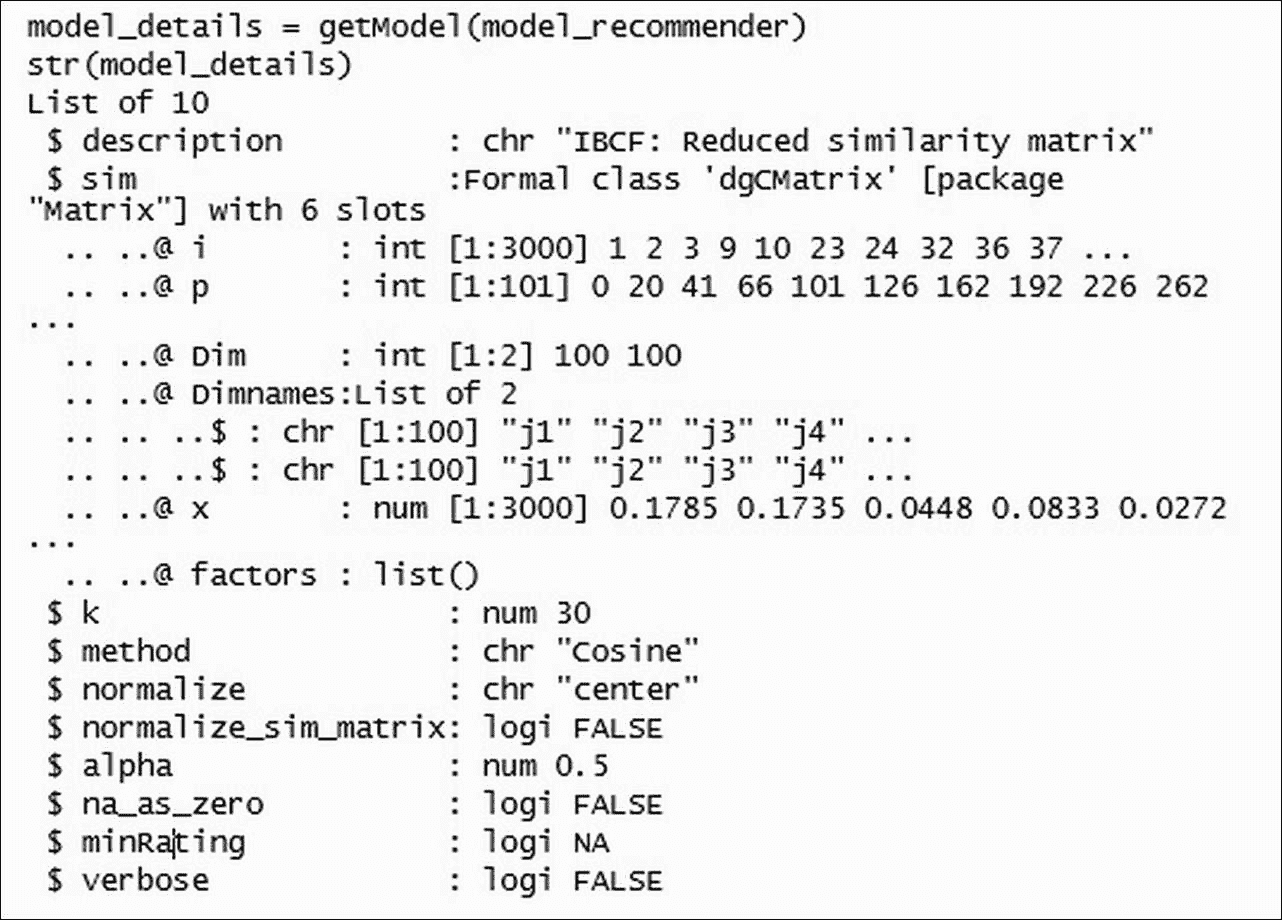 model_details = getModel(model_recommender)
str(model_details)
List of 10
 $ description         : chr "IBCF: Reduced similarity matrix"
 $ sim                 :Formal class 'dgCMatrix' [package
"Matrix"] with 6 slots
  .. ..@ i       : int [1:3000] 1 2 3 9 10 23 24 32 36 37 ...
  .. ..@ p       : int [1:101] 0 20 41 66 101 126 162 192 226 262
...
  .. ..@ Dim     : int [1:2] 100 100
  .. ..@ Dimnames:List of 2
  .. .. ..$ : chr [1:100] "j1" "j2" "j3" "j4" ...
  .. .. ..$ : chr [1:100] "j1" "j2" "j3" "j4" ...
  .. ..@ x       : num [1:3000] 0.1785 0.1735 0.0448 0.0833 0.0272
...
  .. ..@ factors : list()
 $ k                   : num 30
 $ method              : chr "Cosine"
 $ normalize           : chr "center"
 $ normalize_sim_matrix: logi FALSE
 $ alpha               : num 0.5
 $ na_as_zero          : logi FALSE
 $ minRating           : logi NA
 $ verbose             : logi FALSE